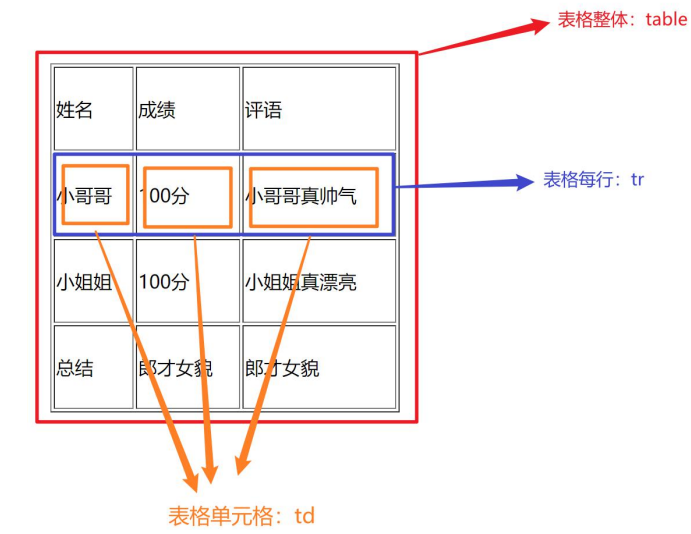 表格整体：table
姓名 成绩 评语
小哥哥 100分 小哥哥真帅气
表格每行：tr
小姐姐 100分 小姐姐真漂亮
总结 郎才女貌 郎才女貌
表格单元格：td